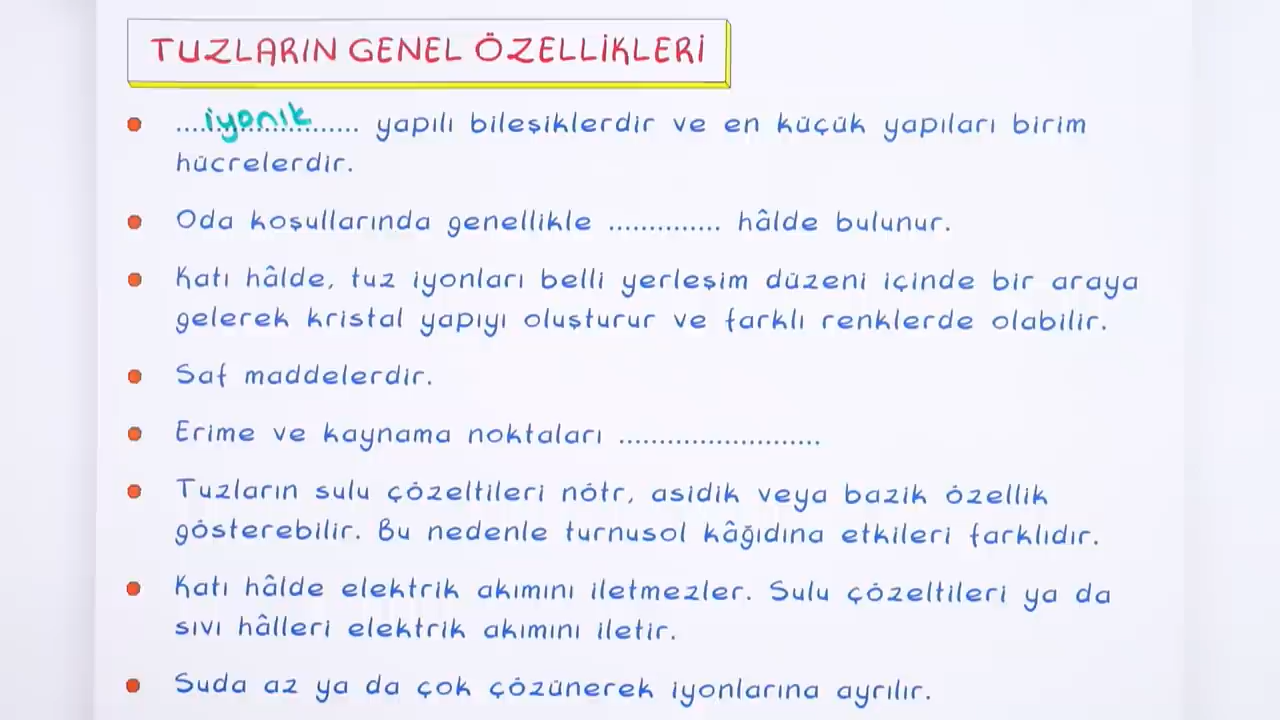 TUZLARIN GENEL ÖZELLİKLERİ
....iyonik.............. yapılı bileşiklerdir ve en küçük yapıları birim
hücrelerdir.
Oda koşullarında genellikle .............. hâlde bulunur.
Katı hâlde, tuz iyonları belli yerleşim düzeni içinde bir araya
gelerek kristal yapıyı oluşturur ve farklı renklerde olabilir.
Saf maddelerdir.
Erime ve kaynama noktaları .........................
Tuzların sulu çözeltileri nötr, asidik veya bazik özellik
gösterebilir. Bu nedenle turnusol kâğıdına etkileri farklıdır.
Katı hâlde elektrik akımını iletmezler. Sulu çözeltileri ya da
sıvı hâlleri elektrik akımını iletir.
Suda az ya da çok çözünerek iyonlarına ayrılır.